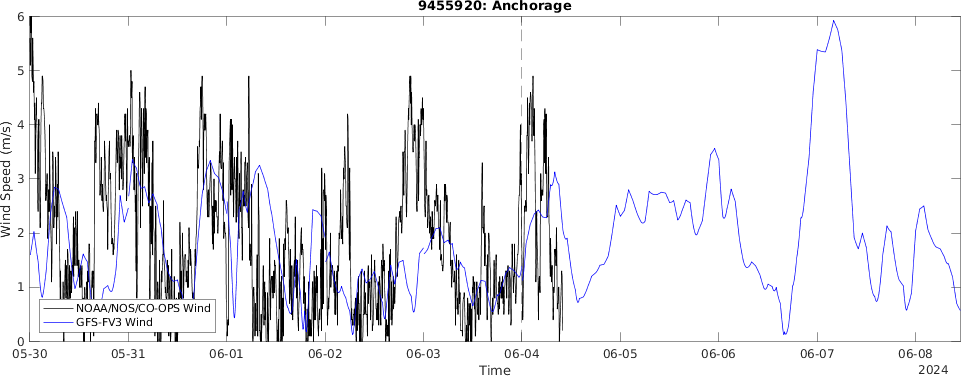 9455920: Anchorage
6
5
4
3
2
1
0
Wind Speed (m/s)
NOAA/NOS/CO-OPS Wind
GFS-FV3 Wind
05-30 05-31 06-01 06-02 06-03 06-04 06-05 06-06 06-07 06-08
Time
2024